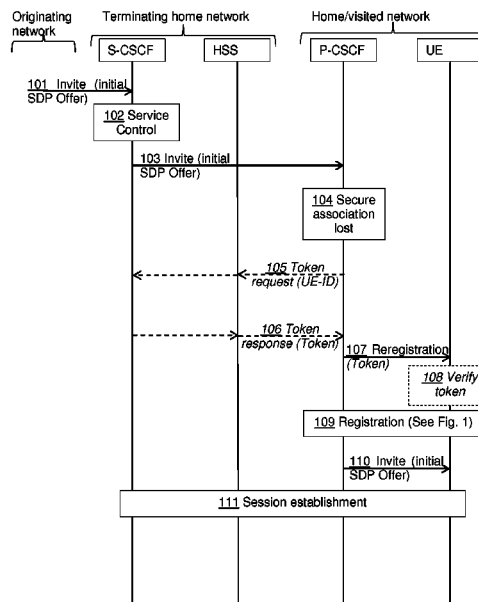 Originating
network
Terminating home network
Home/visited network
S-CSCF
HSS
P-CSCF
UE
101 Invite (initial
SDP Offer)
102 Service
Control
103 Invite (initial
SDP Offer)
104 Secure
association
lost
105 Token
request (UE-ID)
106 Token
response (Token)
107 Reregistration
(Token)
108 Verify
token
109 Registration (See Fig. 1)
110 Invite (initial
SDP Offer)
111 Session establishment